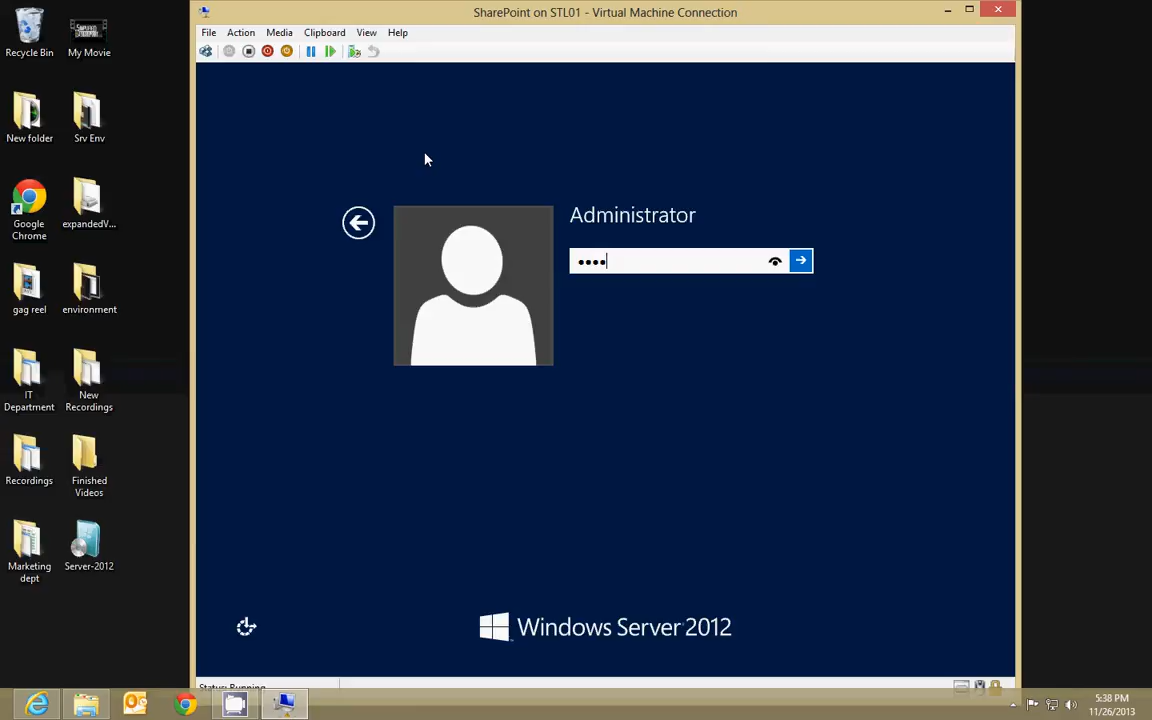 SharePoint on STL01 - Virtual Machine Connection
File Action Media Clipboard View Help
Recycle Bin
My Movie
New folder
Srv Env
Google
Chrome
expandedV...
gag reel
environment
IT
Department
New
Recordings
Recordings
Finished
Videos
Marketing
dept
Server-2012
Administrator
Windows Server 2012
Status: Running
5:38 PM
11/26/2013